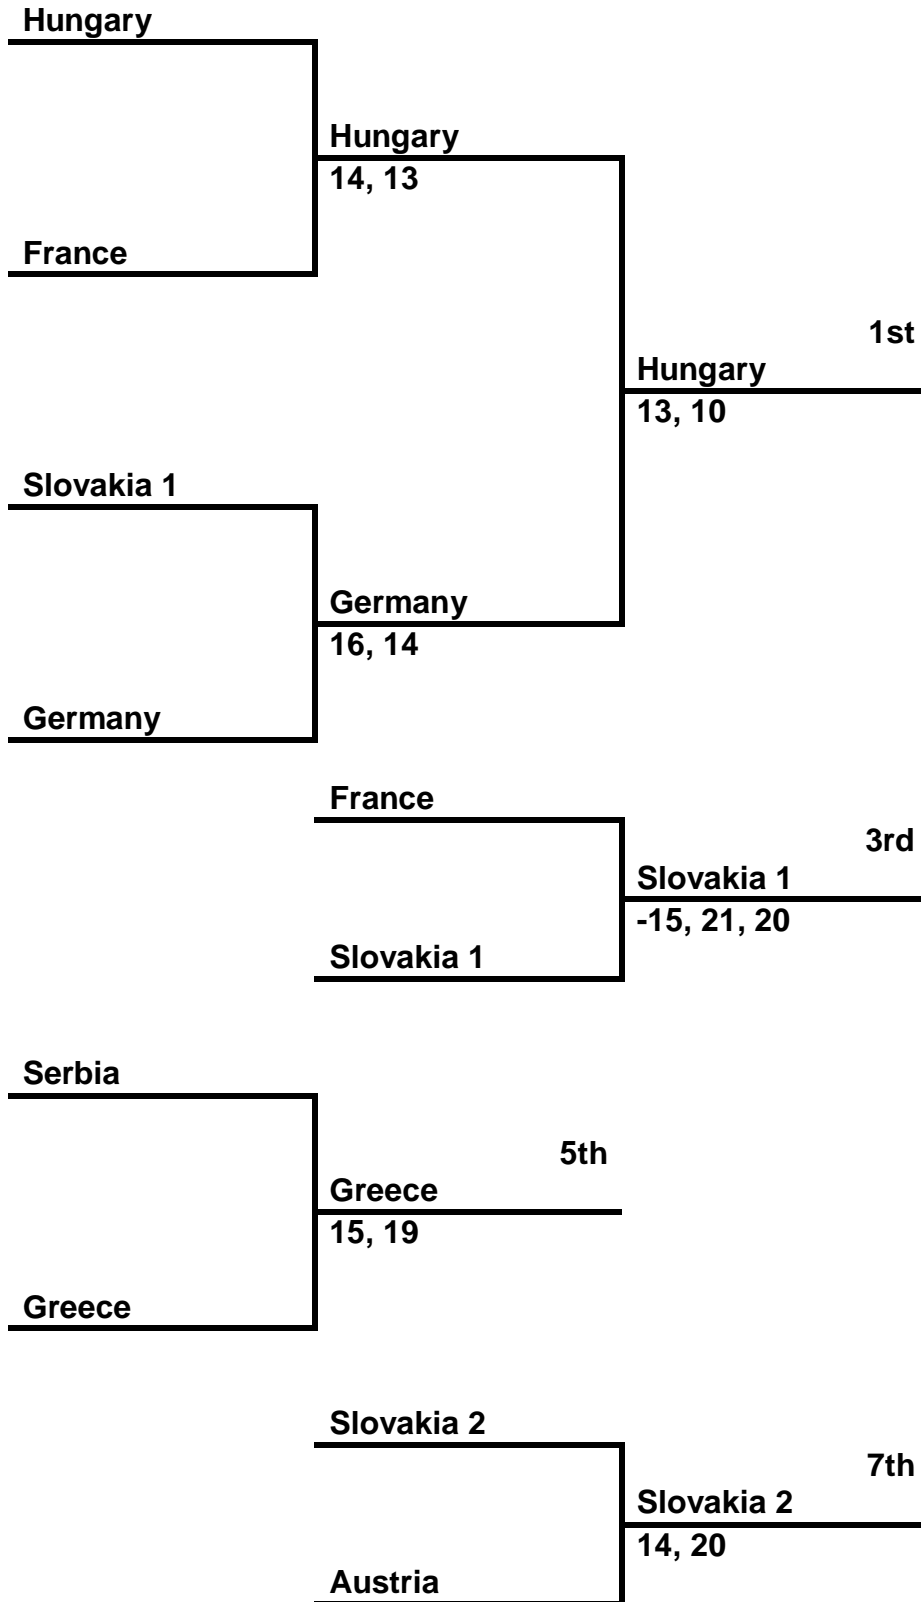 Hungary
Hungary
14, 13
France
1st
Hungary
13, 10
Slovakia 1
Germany
16, 14
Germany
France
3rd
Slovakia 1
-15, 21, 20
Slovakia 1
Serbia
5th
Greece
15, 19
Greece
Slovakia 2
7th
Slovakia 2
14, 20
Austria